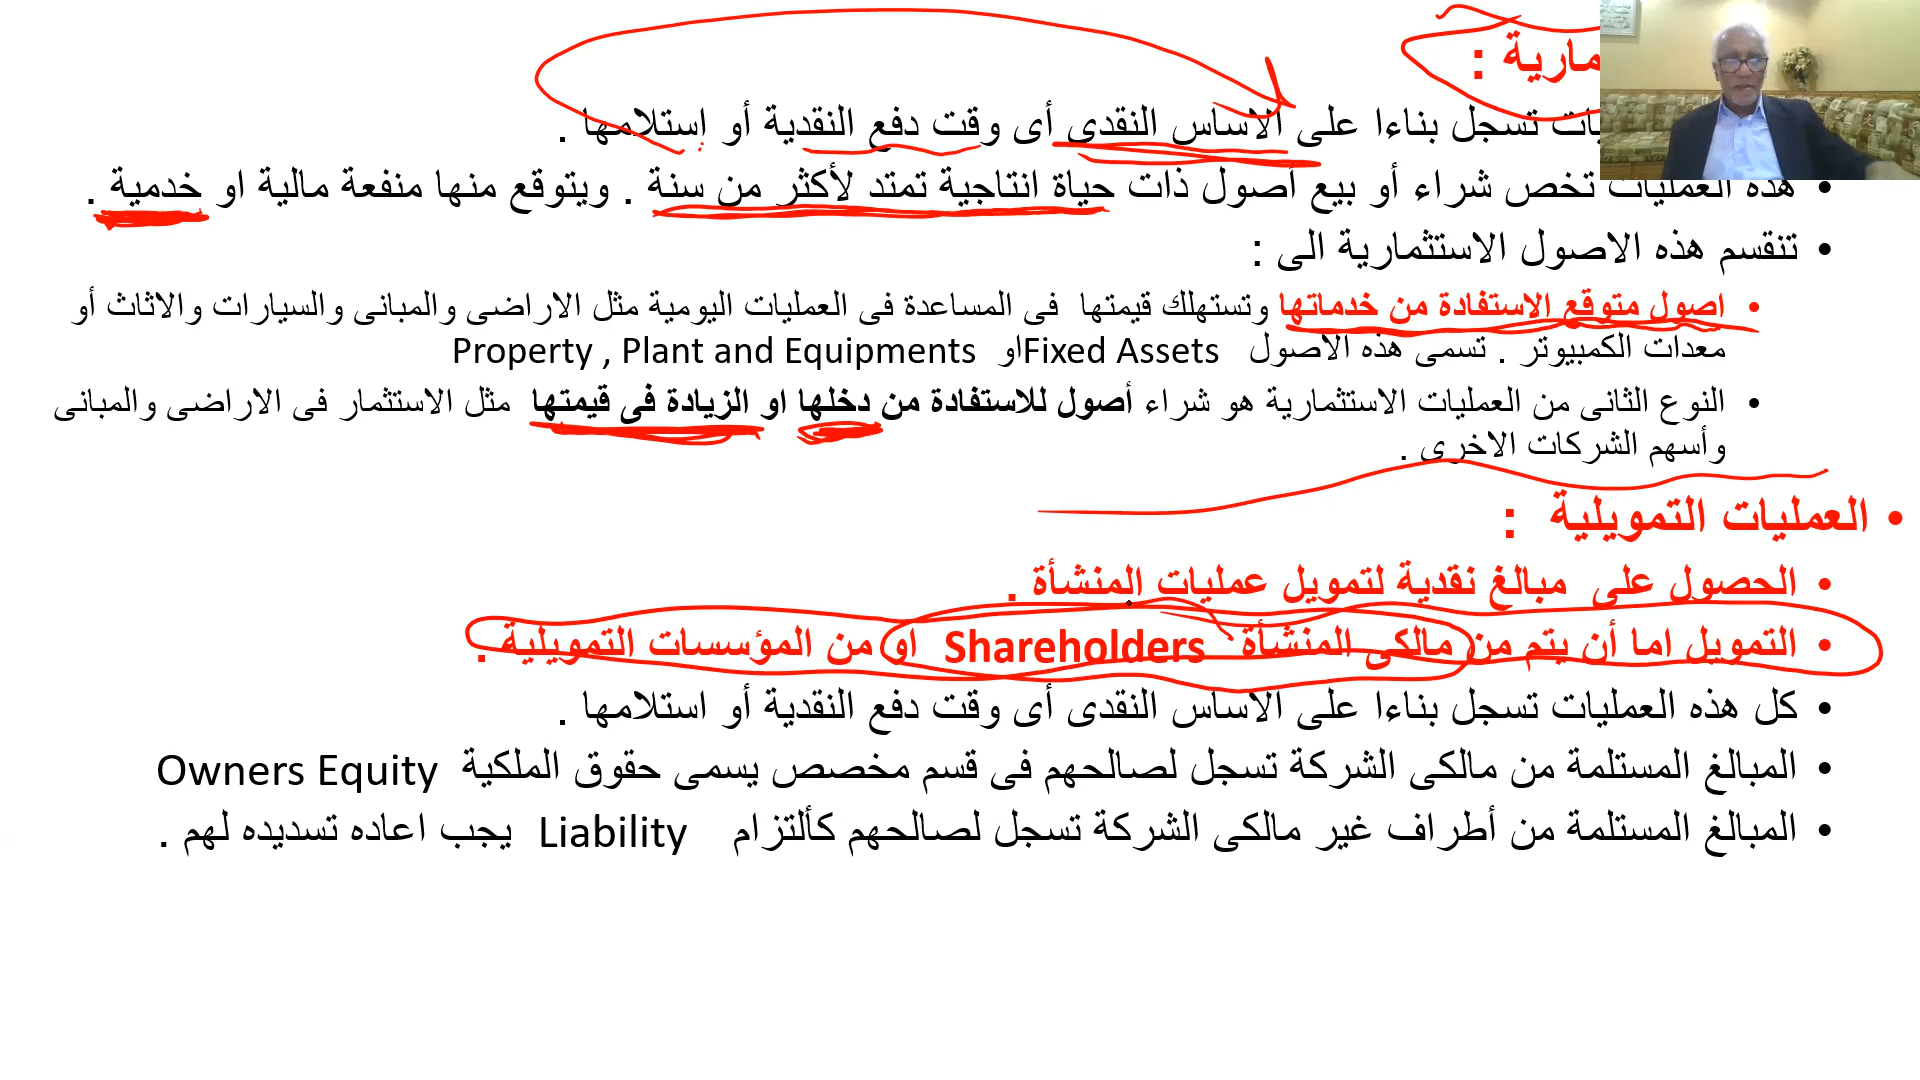 مارية :
تسجل بناءا على الاساس النقدى أى وقت دفع النقدية أو إستلامها .
• هذه العمليات تخص شراء أو بيع أصول ذات حياة انتاجية تمتد لأكثر من سنة . ويتوقع منها منفعة مالية او خدمية .
• تنقسم هذه الاصول الاستثمارية الى :
• اصول متوقع الاستفادة من خدماتها وتستهلك قيمتها فى المساعدة فى العمليات اليومية مثل الاراضى والمبانى والسيارات والاثاث أو
معدات الكمبيوتر . تسمى هذه الاصول Fixed Assets او Property , Plant and Equipments
• النوع الثانى من العمليات الاستثمارية هو شراء أصول للاستفادة من دخلها او الزيادة فى قيمتها مثل الاستثمار فى الاراضى والمبانى
وأسهم الشركات الاخرى .
• العمليات التمويلية :
• الحصول على مبالغ نقدية لتمويل عمليات المنشأة .
• التمويل اما أن يتم من مالكى المنشأة Shareholders او من المؤسسات التمويلية .
• كل هذه العمليات تسجل بناءا على الاساس النقدى أى وقت دفع النقدية أو استلامها .
• المبالغ المستلمة من مالكى الشركة تسجل لصالحهم فى قسم مخصص يسمى حقوق الملكية Owners Equity
• المبالغ المستلمة من أطراف غير مالكى الشركة تسجل لصالحهم كألتزام Liability يجب اعاده تسديده لهم .